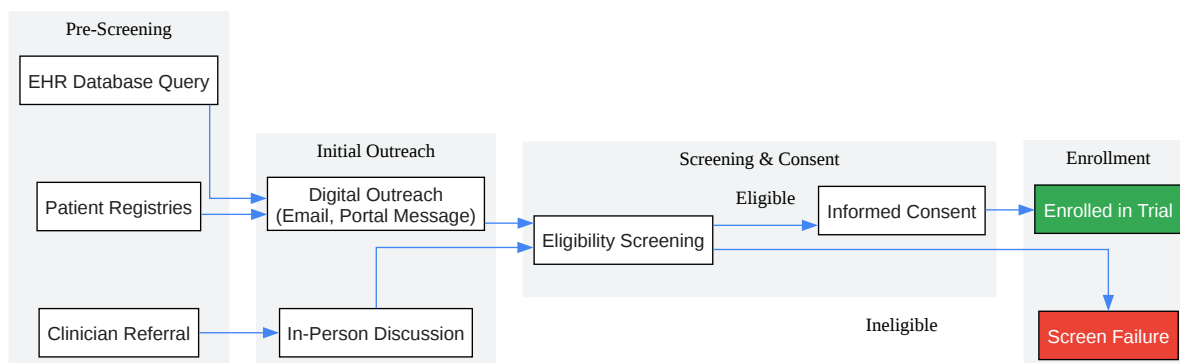 Pre-Screening
EHR Database Query
Patient Registries
Clinician Referral
Initial Outreach
Digital Outreach
(Email, Portal Message)
In-Person Discussion
Screening & Consent
Eligibility Screening
Eligible
Informed Consent
Ineligible
Enrollment
Enrolled in Trial
Screen Failure